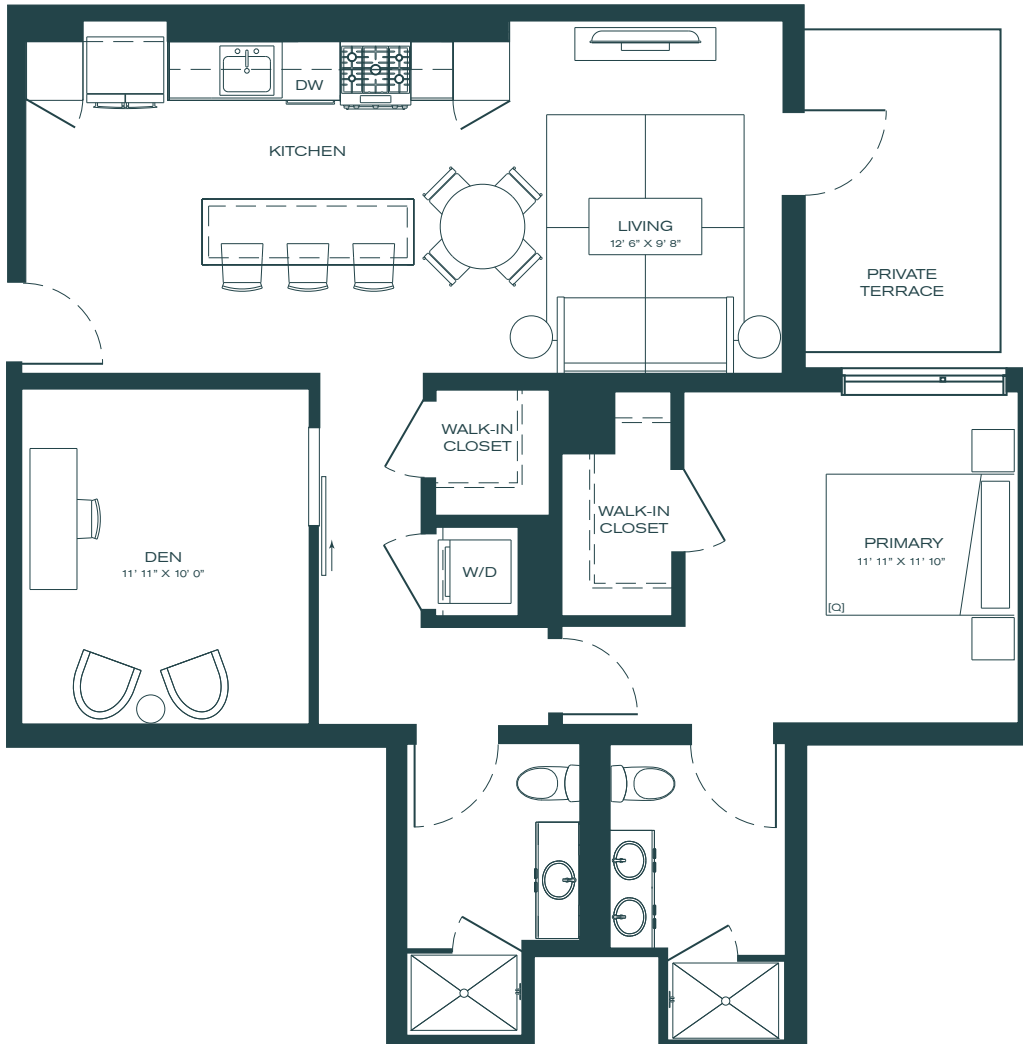 DW
KITCHEN
LIVING
12' 6" X 9' 8"
PRIVATE
TERRACE
WALK-IN
CLOSET
WALK-IN
CLOSET
DEN
11' 11" X 10' 0"
W/D
PRIMARY
11' 11" X 11' 10"
[Q]